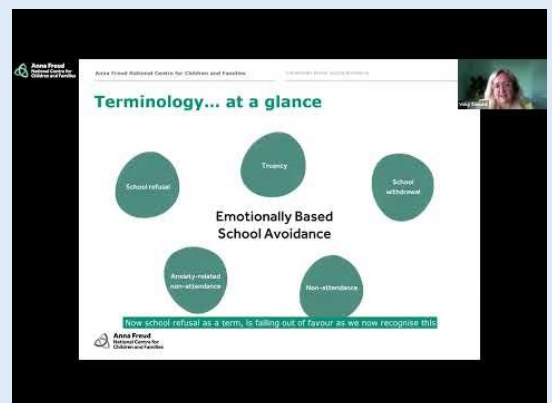 Anna Freud
National Centre for
Children and Families
Anna Freud National Centre for Children and Families
Terminology... at a glance
School refusal
Truancy
School
withdrawal
Emotionally Based
School Avoidance
Anxiety-related
non-attendance
Non-attendance
Now school refusal as a term, is falling out of favour as we now recognise this
Anna Freud
National Centre for
Children and Families